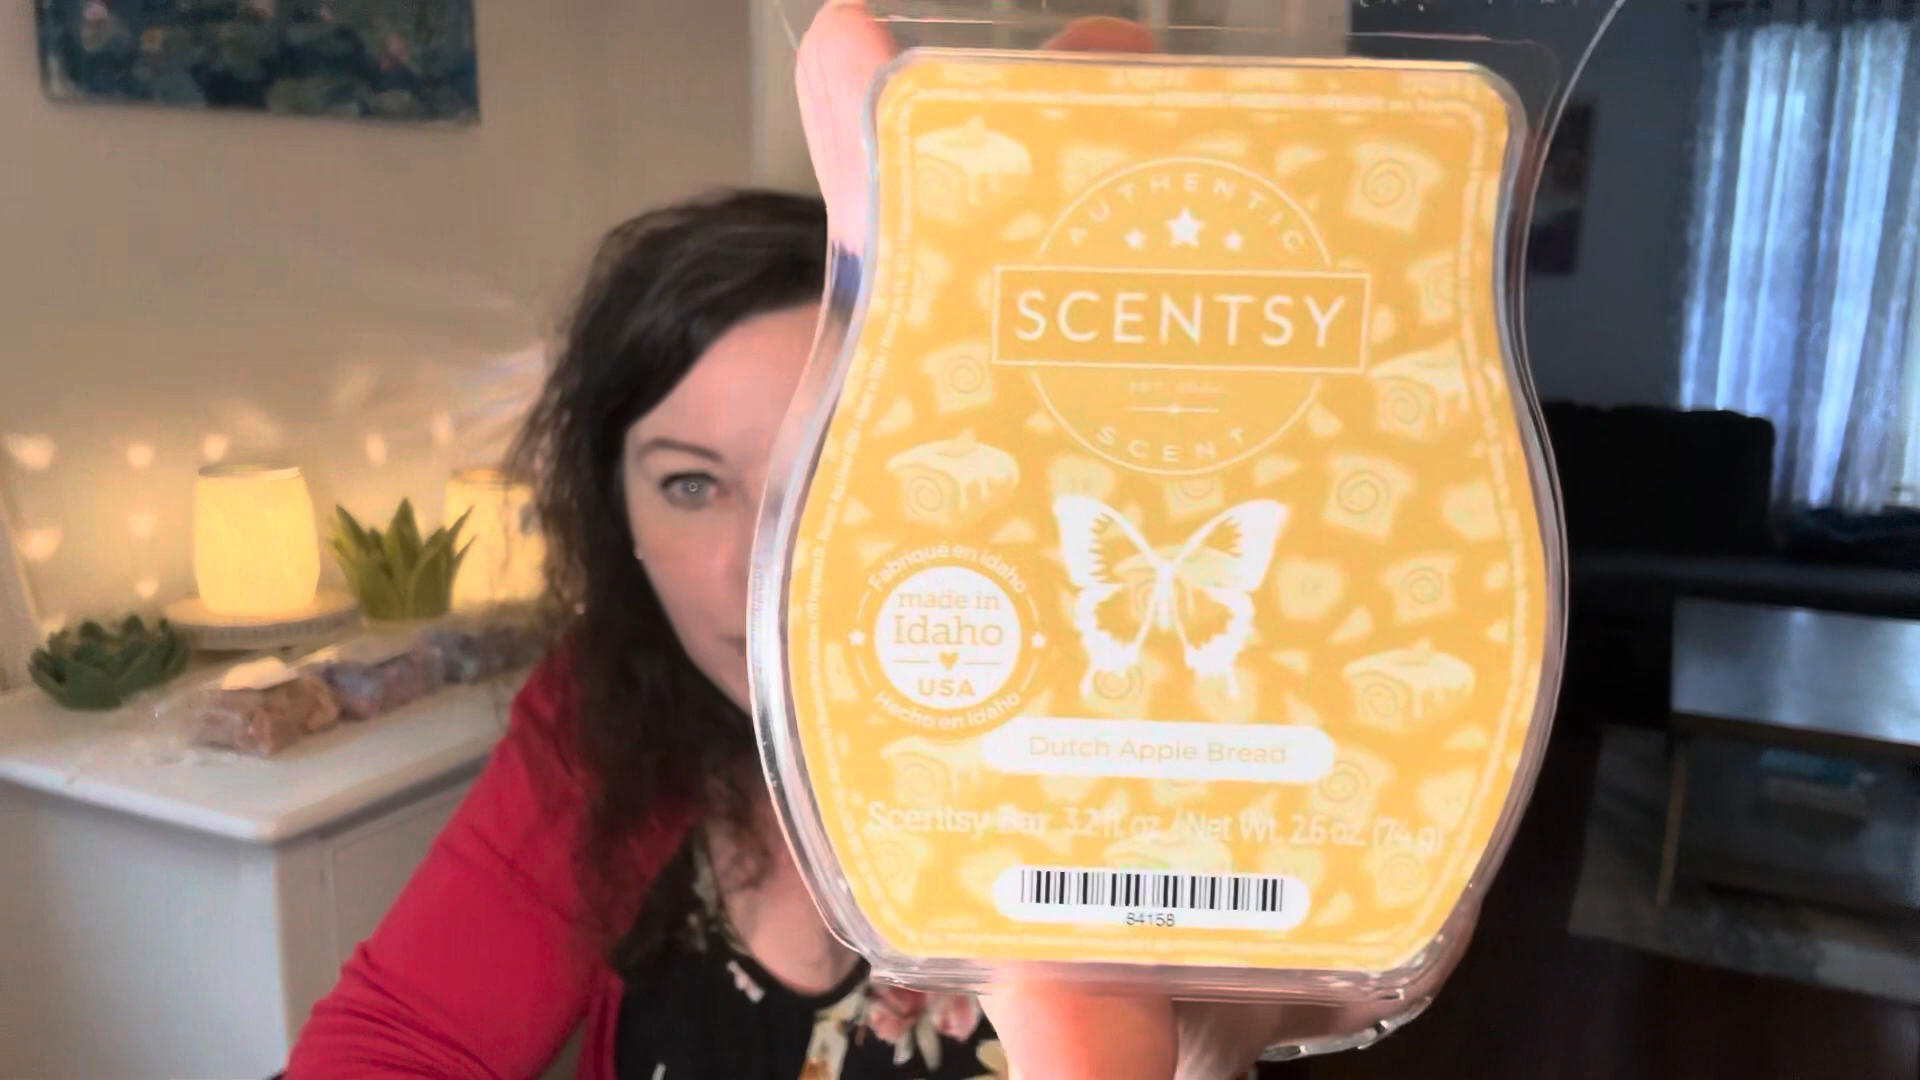 AUTHENTIC
SCENTSY
SCENT
Fabriqué en Idaho
made in
Idaho
USA
Hecho en Idaho
Dutch Apple Bread
Scentsy Bar 3.2 fl. oz. / Net Wt. 2.6 oz (74 g)
84158